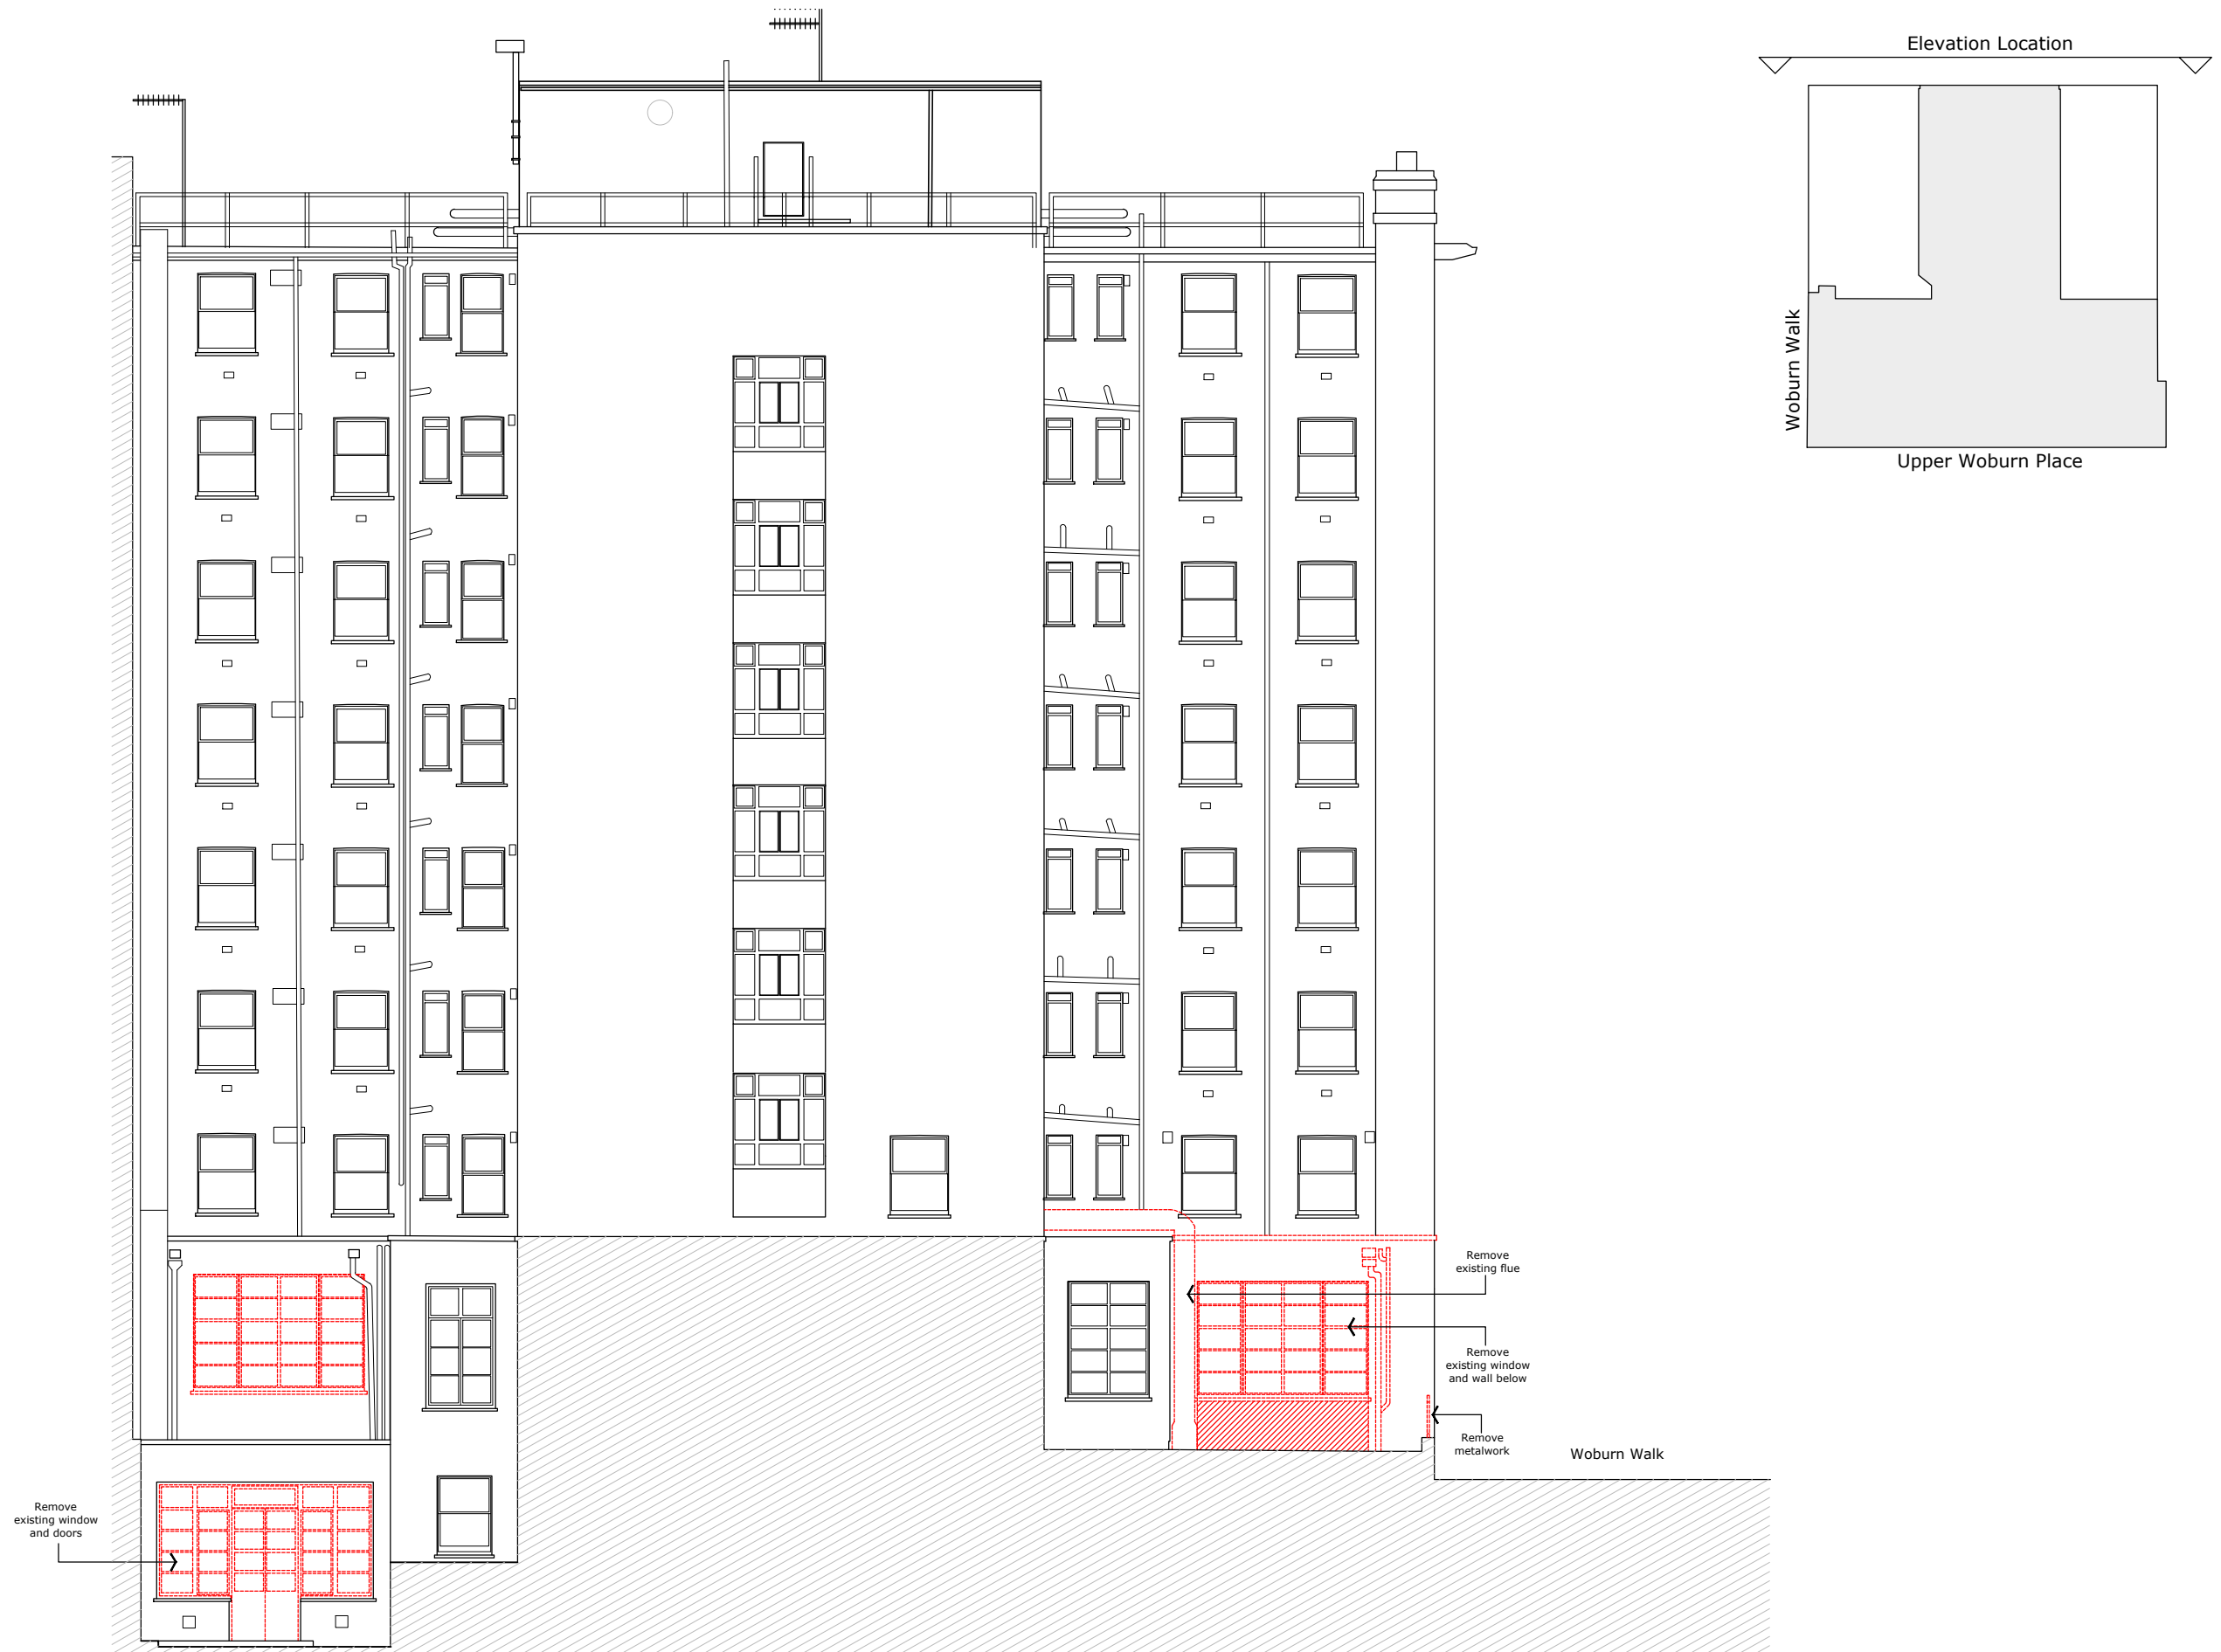 Elevation Location
Woburn Walk
Upper Woburn Place
Remove
existing flue
Remove
existing window
and wall below
Remove
metalwork
Woburn Walk
Remove
existing window
and doors